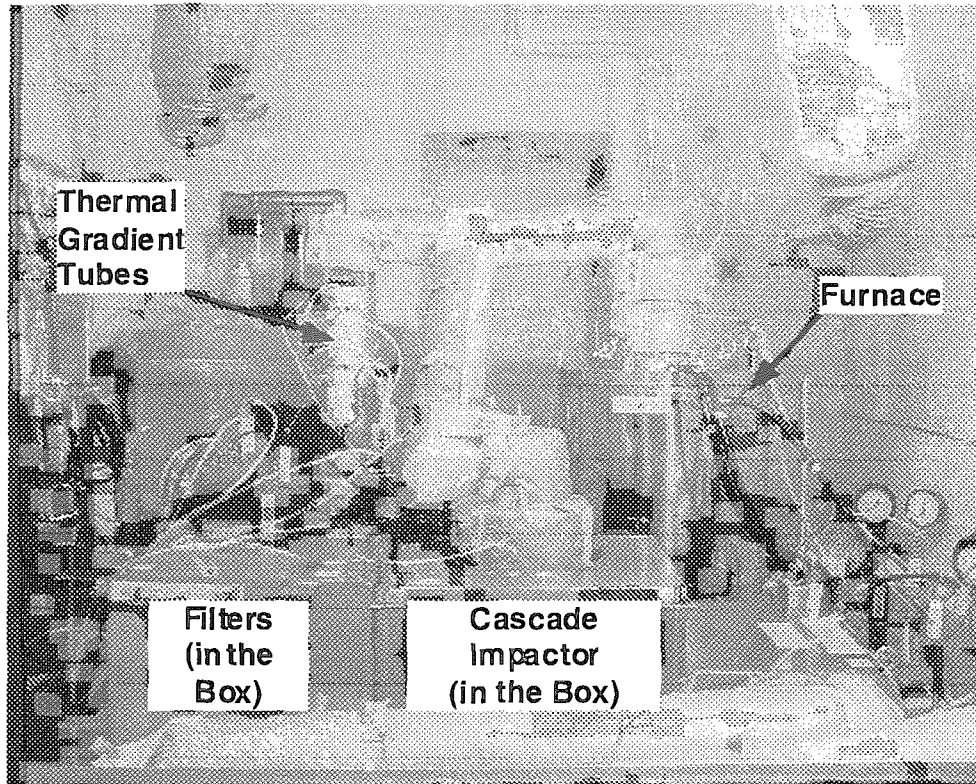 Thermal
Gradient
Tubes
Furnace
Filters
(in the
Box)
Cascade
Impactor
(in the Box)